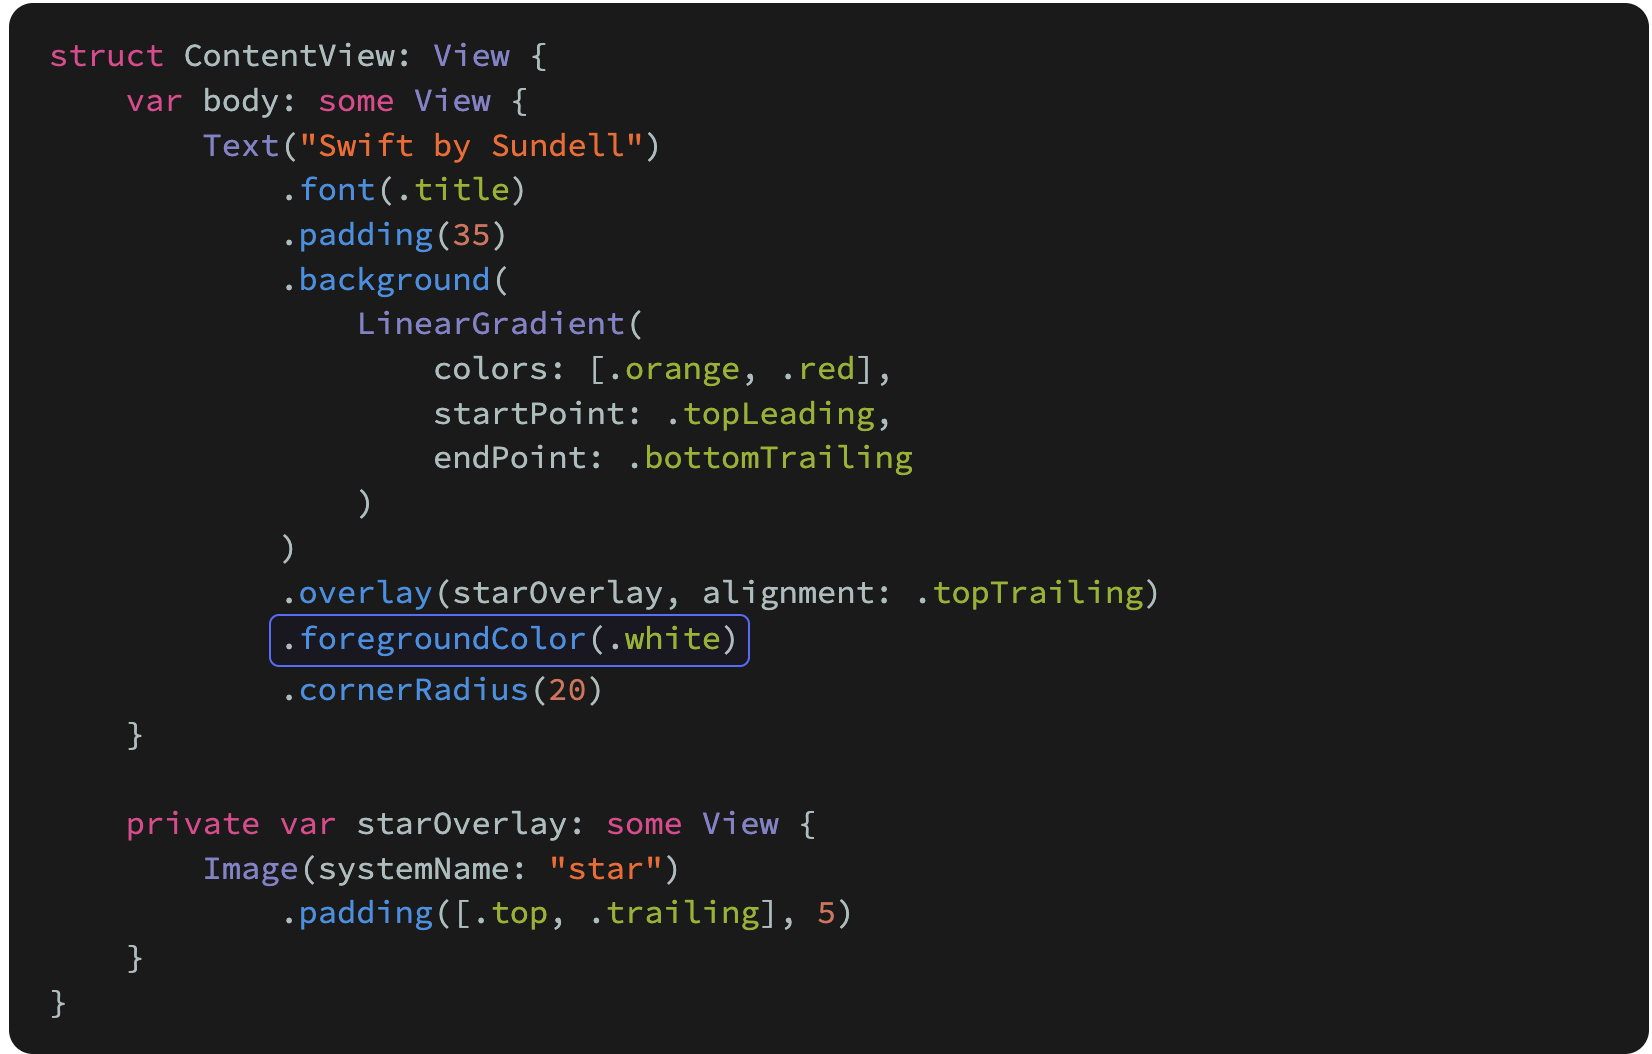 struct ContentView: View {
    var body: some View {
        Text("Swift by Sundell")
            .font(.title)
            .padding(35)
            .background(
                LinearGradient(
                    colors: [.orange, .red],
                    startPoint: .topLeading,
                    endPoint: .bottomTrailing
                )
            )
            .overlay(starOverlay, alignment: .topTrailing)
            .foregroundColor(.white)
            .cornerRadius(20)
    }

    private var starOverlay: some View {
        Image(systemName: "star")
            .padding([.top, .trailing], 5)
    }
}